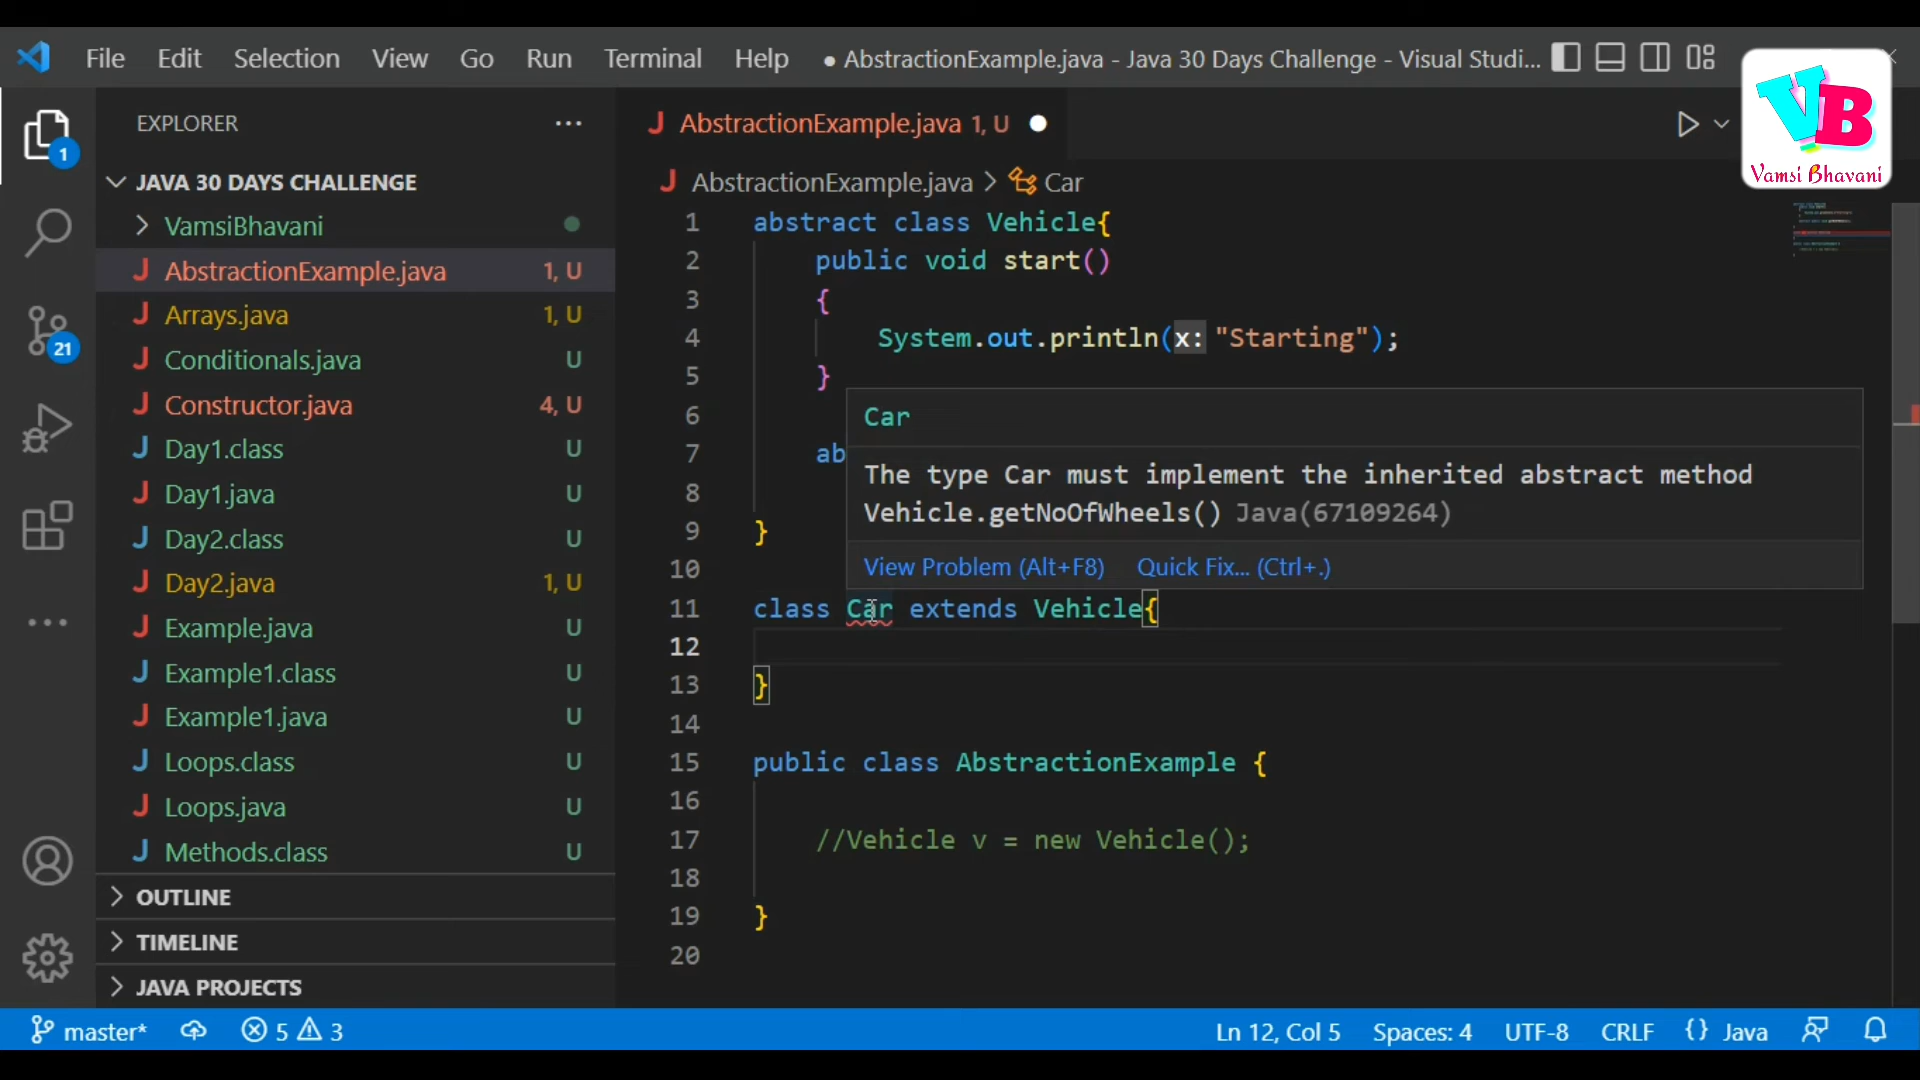 File Edit Selection View Go Run Terminal Help ● AbstractionExample.java - Java 30 Days Challenge - Visual Studi...
VB
Vamsi Bhavani
1
21
EXPLORER ...
JAVA 30 DAYS CHALLENGE
VamsiBhavani
AbstractionExample.java 1, U
Arrays.java 1, U
Conditionals.java U
Constructor.java 4, U
Day1.class U
Day1.java U
Day2.class U
Day2.java 1, U
Example.java U
Example1.class U
Example1.java U
Loops.class U
Loops.java U
Methods.class U
OUTLINE
TIMELINE
JAVA PROJECTS
AbstractionExample.java 1, U
AbstractionExample.java > Car
1 abstract class Vehicle{
2 public void start()
3 {
4 System.out.println(x: "Starting");
5 }
6
7 ab
8
9 }
10
Car
The type Car must implement the inherited abstract method
Vehicle.getNoOfWheels() Java(67109264)
View Problem (Alt+F8) Quick Fix... (Ctrl+.)
11 class Car extends Vehicle{
12
13 }
14
15 public class AbstractionExample {
16
17 //Vehicle v = new Vehicle();
18
19 }
20
master* 5 3 Ln 12, Col 5 Spaces: 4 UTF-8 CRLF {} Java